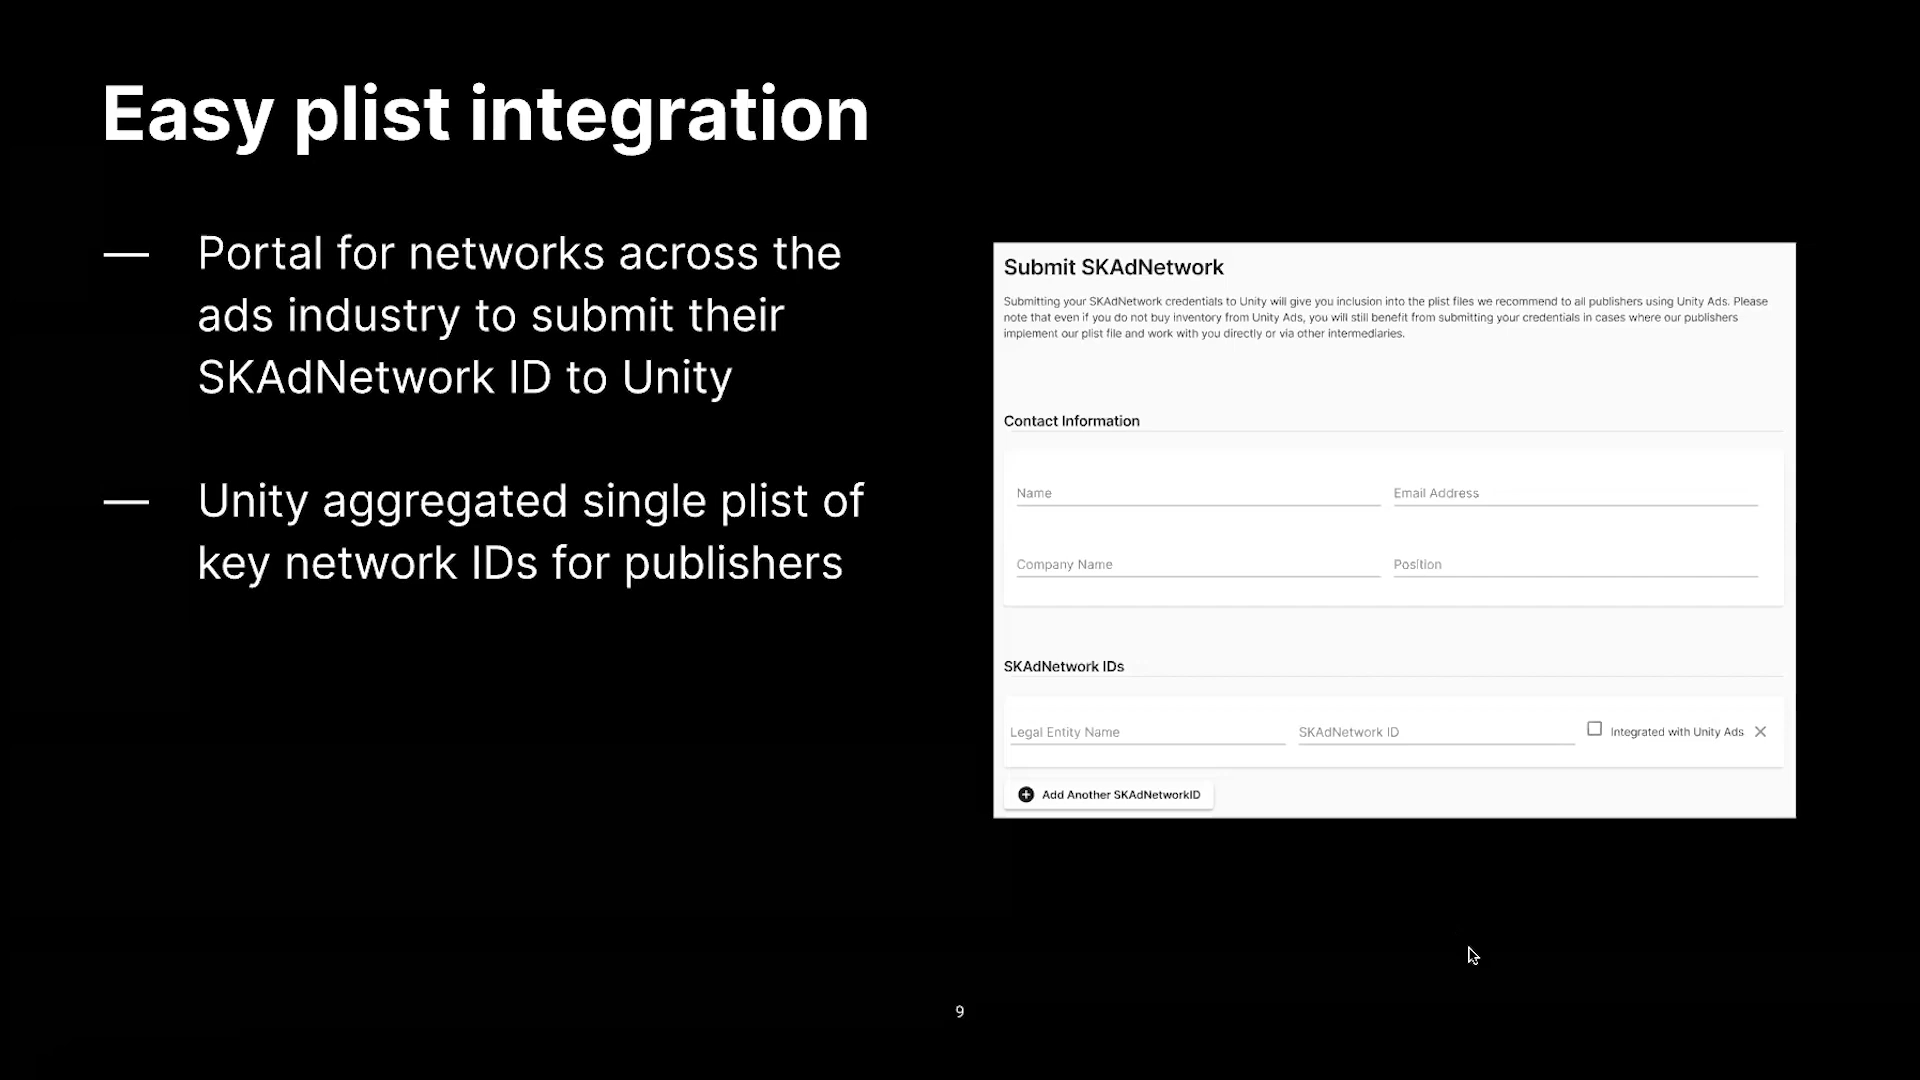 Easy plist integration
— Portal for networks across the
ads industry to submit their
SKAdNetwork ID to Unity
— Unity aggregated single plist of
key network IDs for publishers
Submit SKAdNetwork
Submitting your SKAdNetwork credentials to Unity will give you inclusion into the plist files we recommend to all publishers using Unity Ads. Please
note that even if you do not buy inventory from Unity Ads, you will still benefit from submitting your credentials in cases where our publishers
implement our plist file and work with you directly or via other intermediaries.
Contact Information
Name Email Address
Company Name Position
SKAdNetwork IDs
Legal Entity Name SKAdNetwork ID Integrated with Unity Ads
Add Another SKAdNetworkID
9